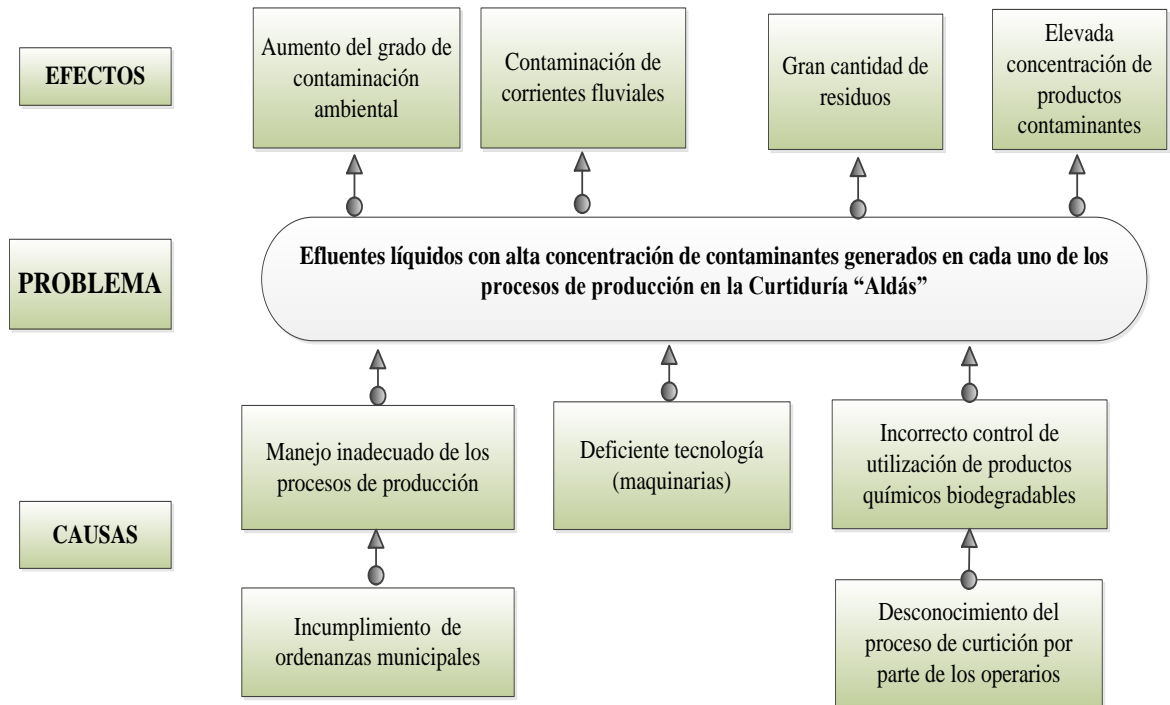 EFECTOS
Aumento del grado de
contaminación
ambiental
Contaminación de
corrientes fluviales
Gran cantidad de
residuos
Elevada
concentración de
productos
contaminantes
PROBLEMA
Efluentes líquidos con alta concentración de contaminantes generados en cada uno de los
procesos de producción en la Curtiduría “Aldás”
CAUSAS
Manejo inadecuado de los
procesos de producción
Deficiente tecnología
(maquinarias)
Incorrecto control de
utilización de productos
químicos biodegradables
Incumplimiento de
ordenanzas municipales
Desconocimiento del
proceso de curtición por
parte de los operarios